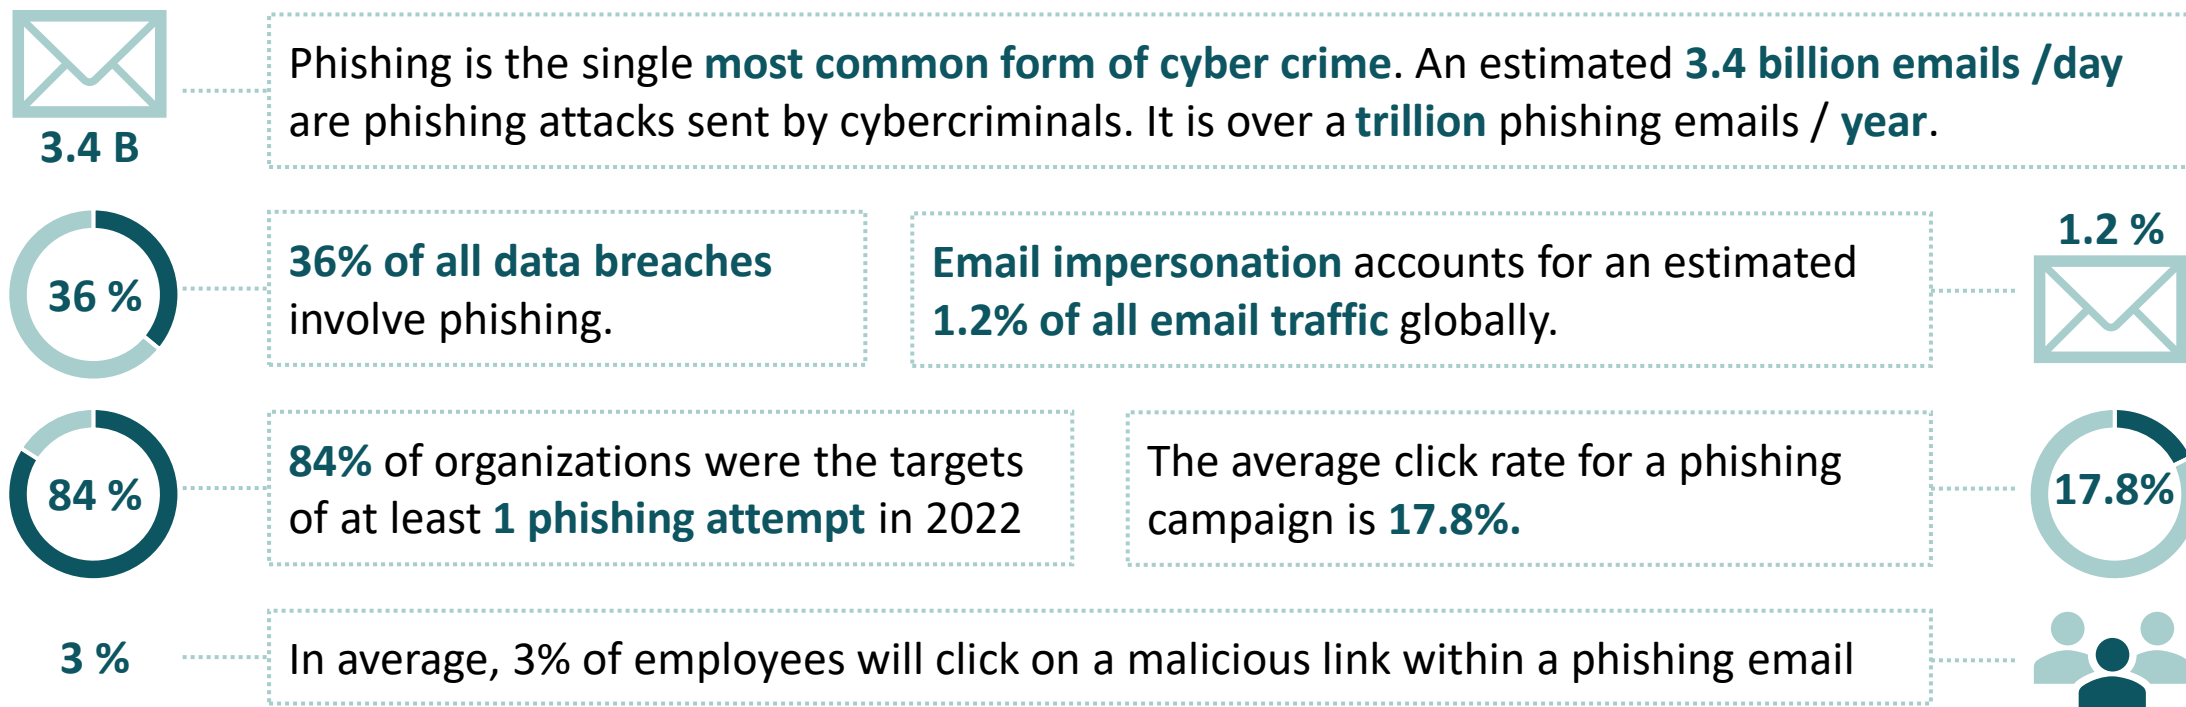 Phishing is the single most common form of cyber crime. An estimated 3.4 billion emails /day
are phishing attacks sent by cybercriminals. It is over a trillion phishing emails / year.
3.4 B
36 %
36% of all data breaches
involve phishing.
Email impersonation accounts for an estimated
1.2% of all email traffic globally.
1.2 %
84 %
84% of organizations were the targets
of at least 1 phishing attempt in 2022
The average click rate for a phishing
campaign is 17.8%.
17.8%
3 %
In average, 3% of employees will click on a malicious link within a phishing email